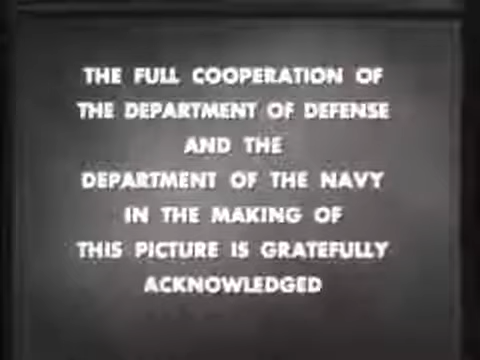 THE FULL COOPERATION OF
THE DEPARTMENT OF DEFENSE
AND THE
DEPARTMENT OF THE NAVY
IN THE MAKING OF
THIS PICTURE IS GRATEFULLY
ACKNOWLEDGED